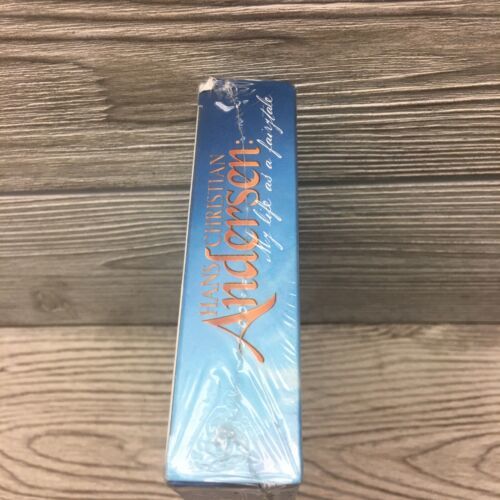 HANS CHRISTIAN
Andersen:
My life as a fairytale